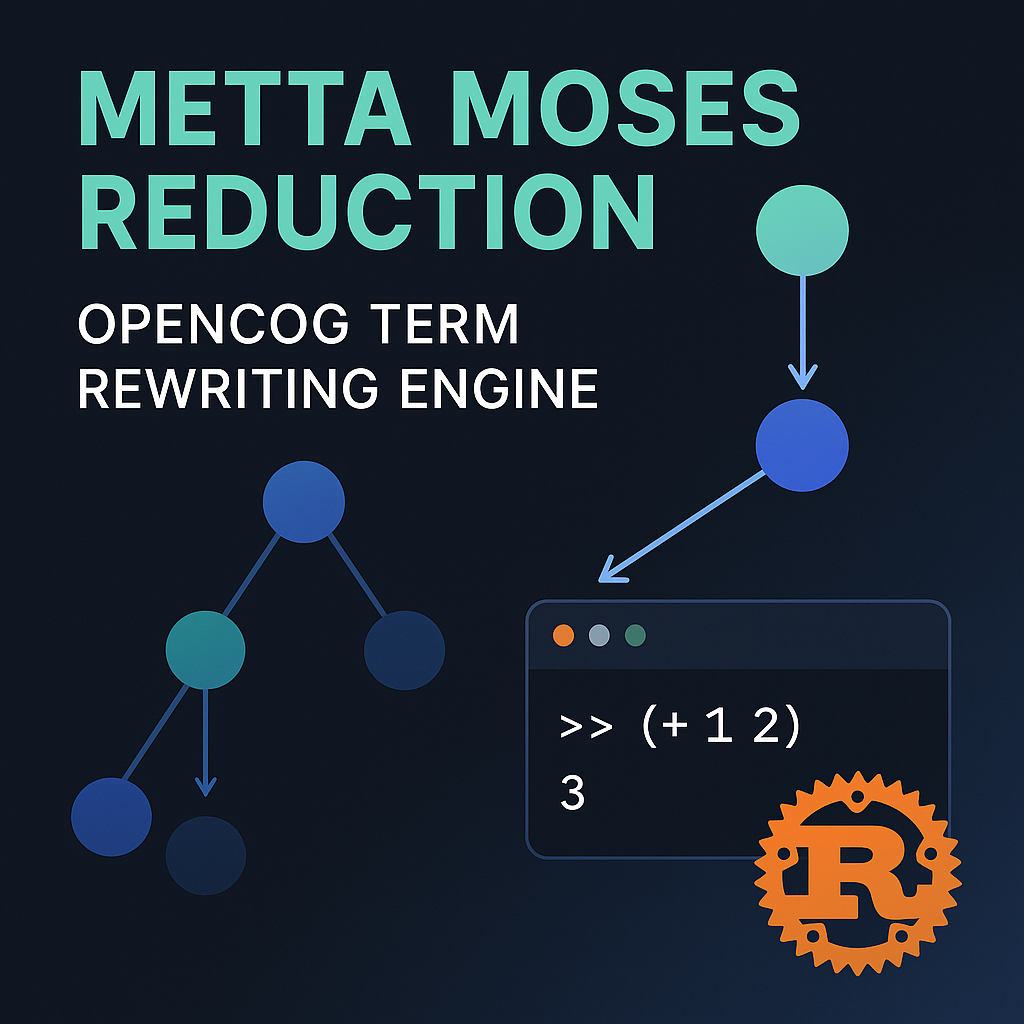 METTA MOSES
REDUCTION
OPENCOG TERM
REWRITING ENGINE
>> (+ 1 2)
3
R